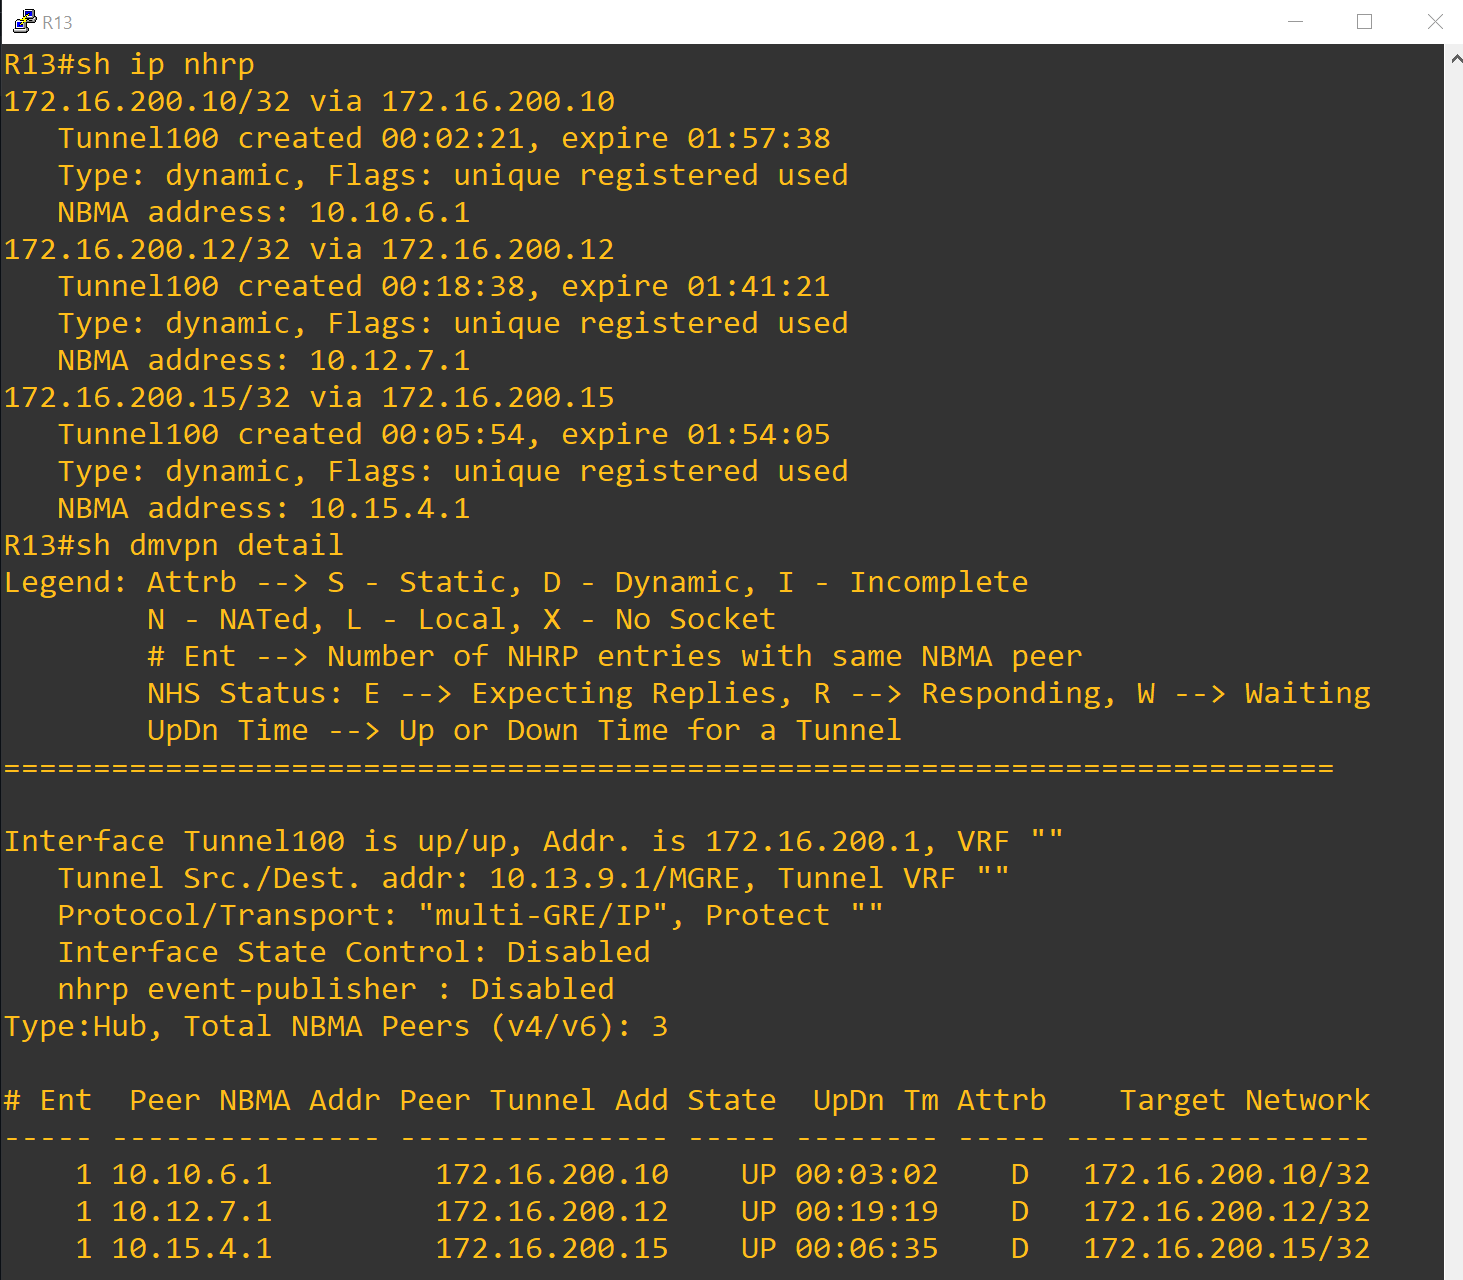 R13
R13#sh ip nhrp
172.16.200.10/32 via 172.16.200.10
   Tunnel100 created 00:02:21, expire 01:57:38
   Type: dynamic, Flags: unique registered used
   NBMA address: 10.10.6.1
172.16.200.12/32 via 172.16.200.12
   Tunnel100 created 00:18:38, expire 01:41:21
   Type: dynamic, Flags: unique registered used
   NBMA address: 10.12.7.1
172.16.200.15/32 via 172.16.200.15
   Tunnel100 created 00:05:54, expire 01:54:05
   Type: dynamic, Flags: unique registered used
   NBMA address: 10.15.4.1
R13#sh dmvpn detail
Legend: Attrb --> S - Static, D - Dynamic, I - Incomplete
        N - NATed, L - Local, X - No Socket
        # Ent --> Number of NHRP entries with same NBMA peer
        NHS Status: E --> Expecting Replies, R --> Responding, W --> Waiting
        UpDn Time --> Up or Down Time for a Tunnel
==========================================================================

Interface Tunnel100 is up/up, Addr. is 172.16.200.1, VRF ""
   Tunnel Src./Dest. addr: 10.13.9.1/MGRE, Tunnel VRF ""
   Protocol/Transport: "multi-GRE/IP", Protect ""
   Interface State Control: Disabled
   nhrp event-publisher : Disabled
Type:Hub, Total NBMA Peers (v4/v6): 3

# Ent  Peer NBMA Addr Peer Tunnel Add State  UpDn Tm Attrb    Target Network
----- --------------- --------------- ----- -------- ----- -----------------
    1 10.10.6.1         172.16.200.10    UP 00:03:02    D   172.16.200.10/32
    1 10.12.7.1         172.16.200.12    UP 00:19:19    D   172.16.200.12/32
    1 10.15.4.1         172.16.200.15    UP 00:06:35    D   172.16.200.15/32